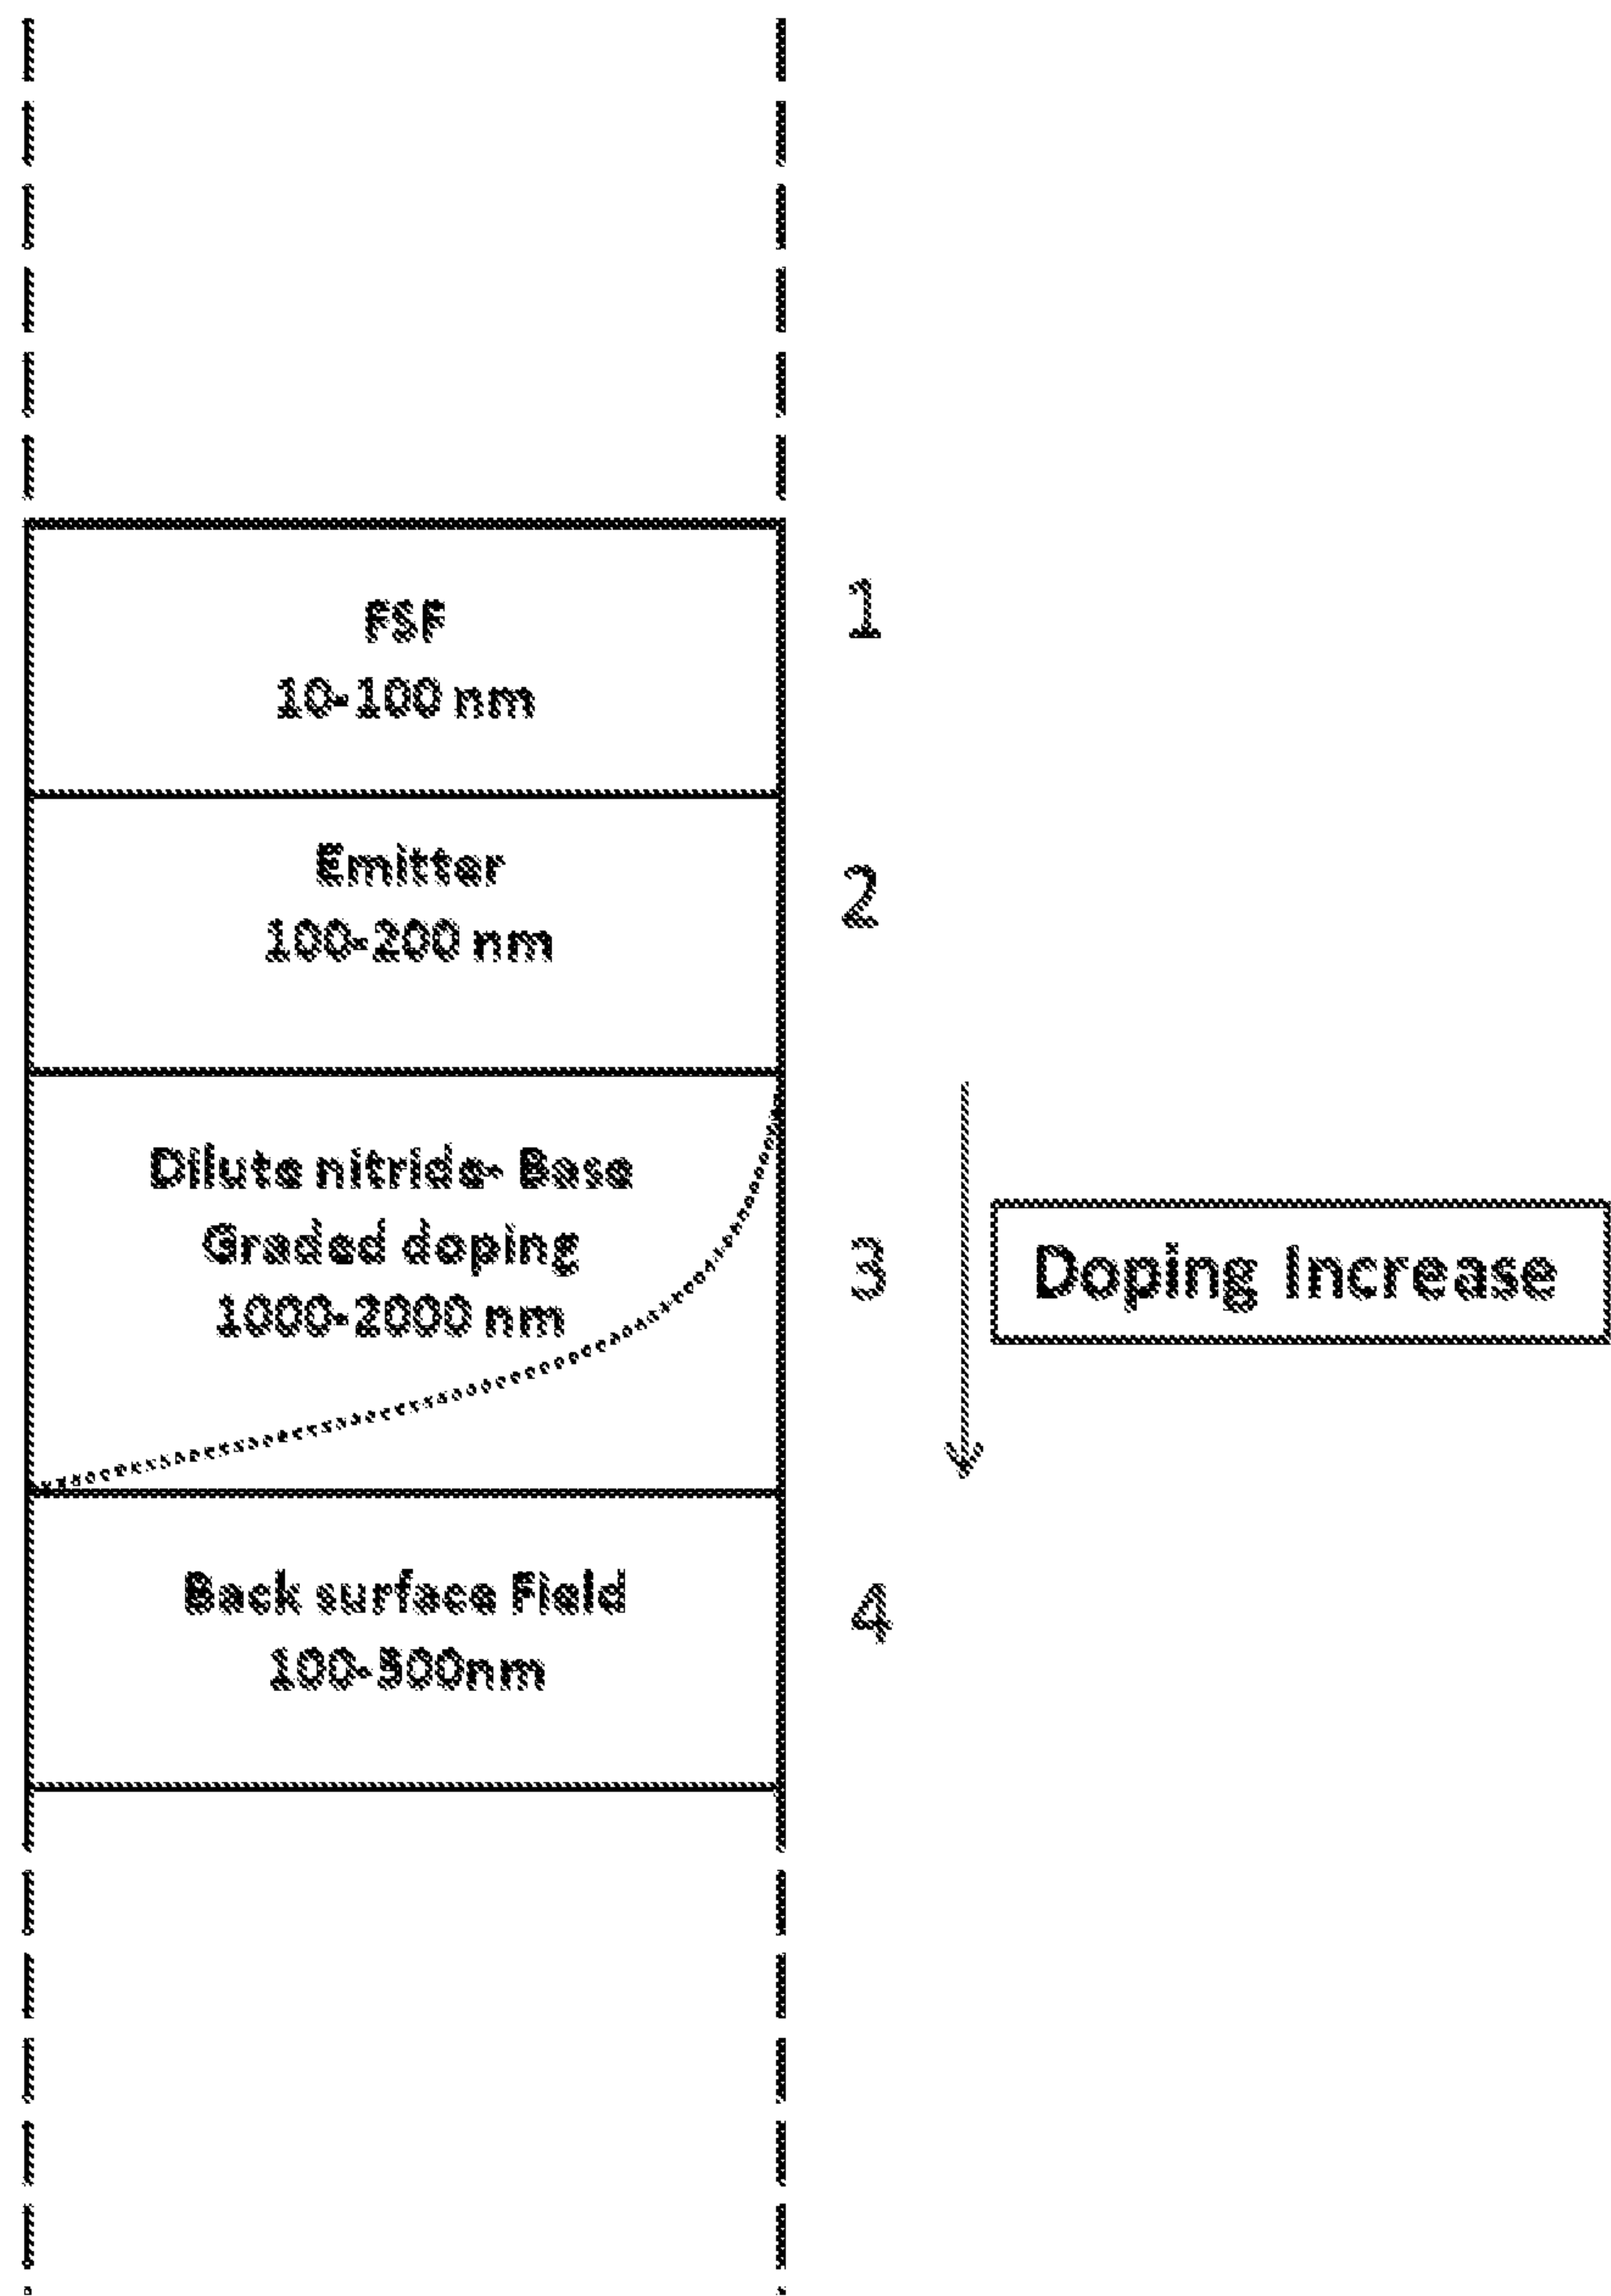 FSF
10-100 nm
1
Emitter
100-200 nm
2
Dilute nitride- Base
Graded doping
1000-2000 nm
3
Doping Increase
Back surface Field
100-500nm
4